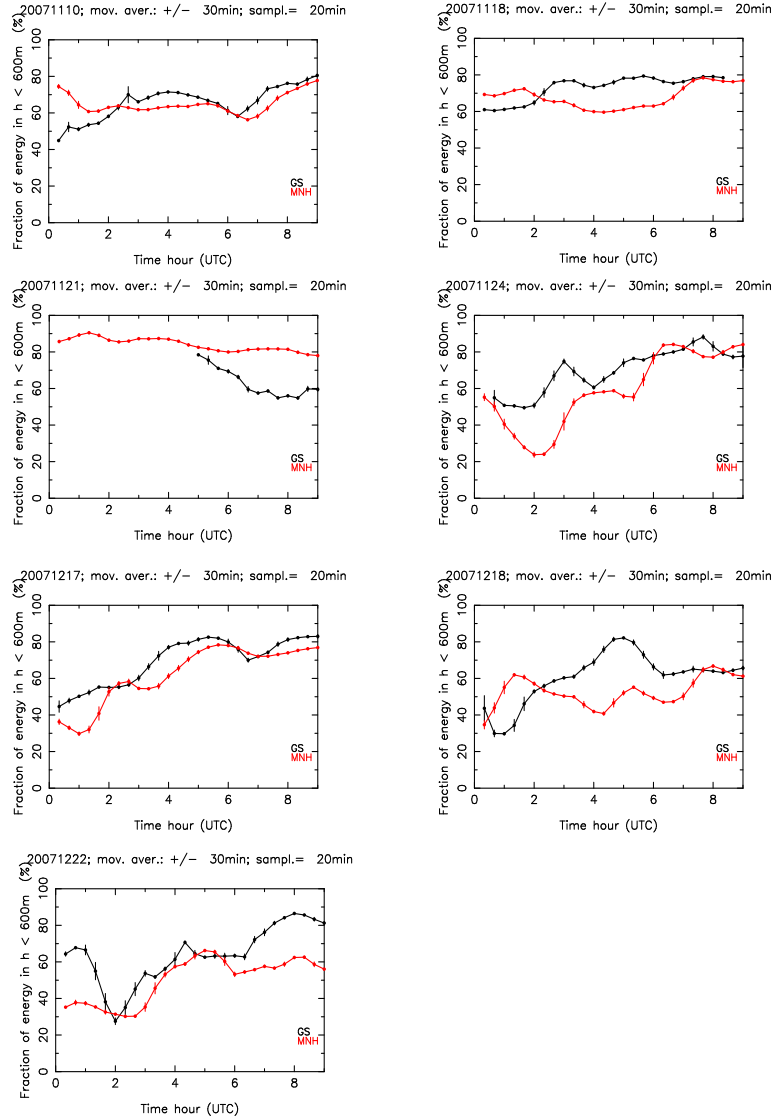 20071110; mov. aver.: +/- 30min; sampl.= 20min
Fraction of energy in h < 600m (%)
100
80
60
40
20
0
GS
MNH
0 2 4 6 8
Time hour (UTC)
20071118; mov. aver.: +/- 30min; sampl.= 20min
Fraction of energy in h < 600m (%)
100
80
60
40
20
0
GS
MNH
0 2 4 6 8
Time hour (UTC)
20071121; mov. aver.: +/- 30min; sampl.= 20min
Fraction of energy in h < 600m (%)
100
80
60
40
20
0
GS
MNH
0 2 4 6 8
Time hour (UTC)
20071124; mov. aver.: +/- 30min; sampl.= 20min
Fraction of energy in h < 600m (%)
100
80
60
40
20
0
GS
MNH
0 2 4 6 8
Time hour (UTC)
20071217; mov. aver.: +/- 30min; sampl.= 20min
Fraction of energy in h < 600m (%)
100
80
60
40
20
0
GS
MNH
0 2 4 6 8
Time hour (UTC)
20071218; mov. aver.: +/- 30min; sampl.= 20min
Fraction of energy in h < 600m (%)
100
80
60
40
20
0
GS
MNH
0 2 4 6 8
Time hour (UTC)
20071222; mov. aver.: +/- 30min; sampl.= 20min
Fraction of energy in h < 600m (%)
100
80
60
40
20
0
GS
MNH
0 2 4 6 8
Time hour (UTC)